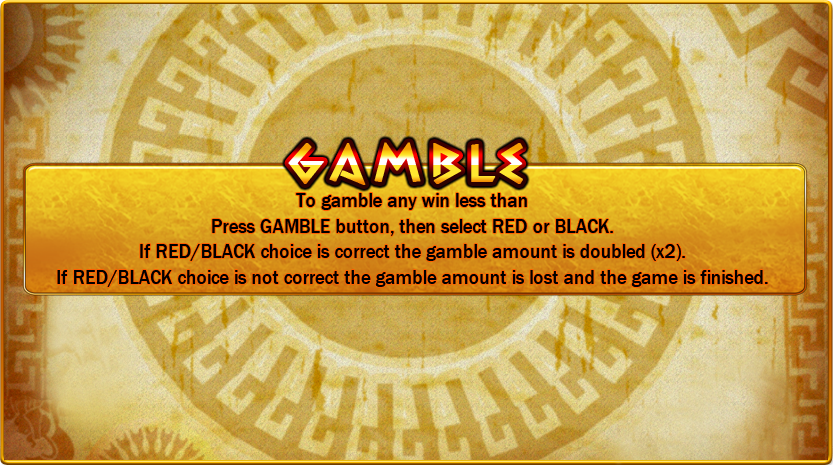 GAMBLE
To gamble any win less than
Press GAMBLE button, then select RED or BLACK.
If RED/BLACK choice is correct the gamble amount is doubled (x2).
If RED/BLACK choice is not correct the gamble amount is lost and the game is finished.